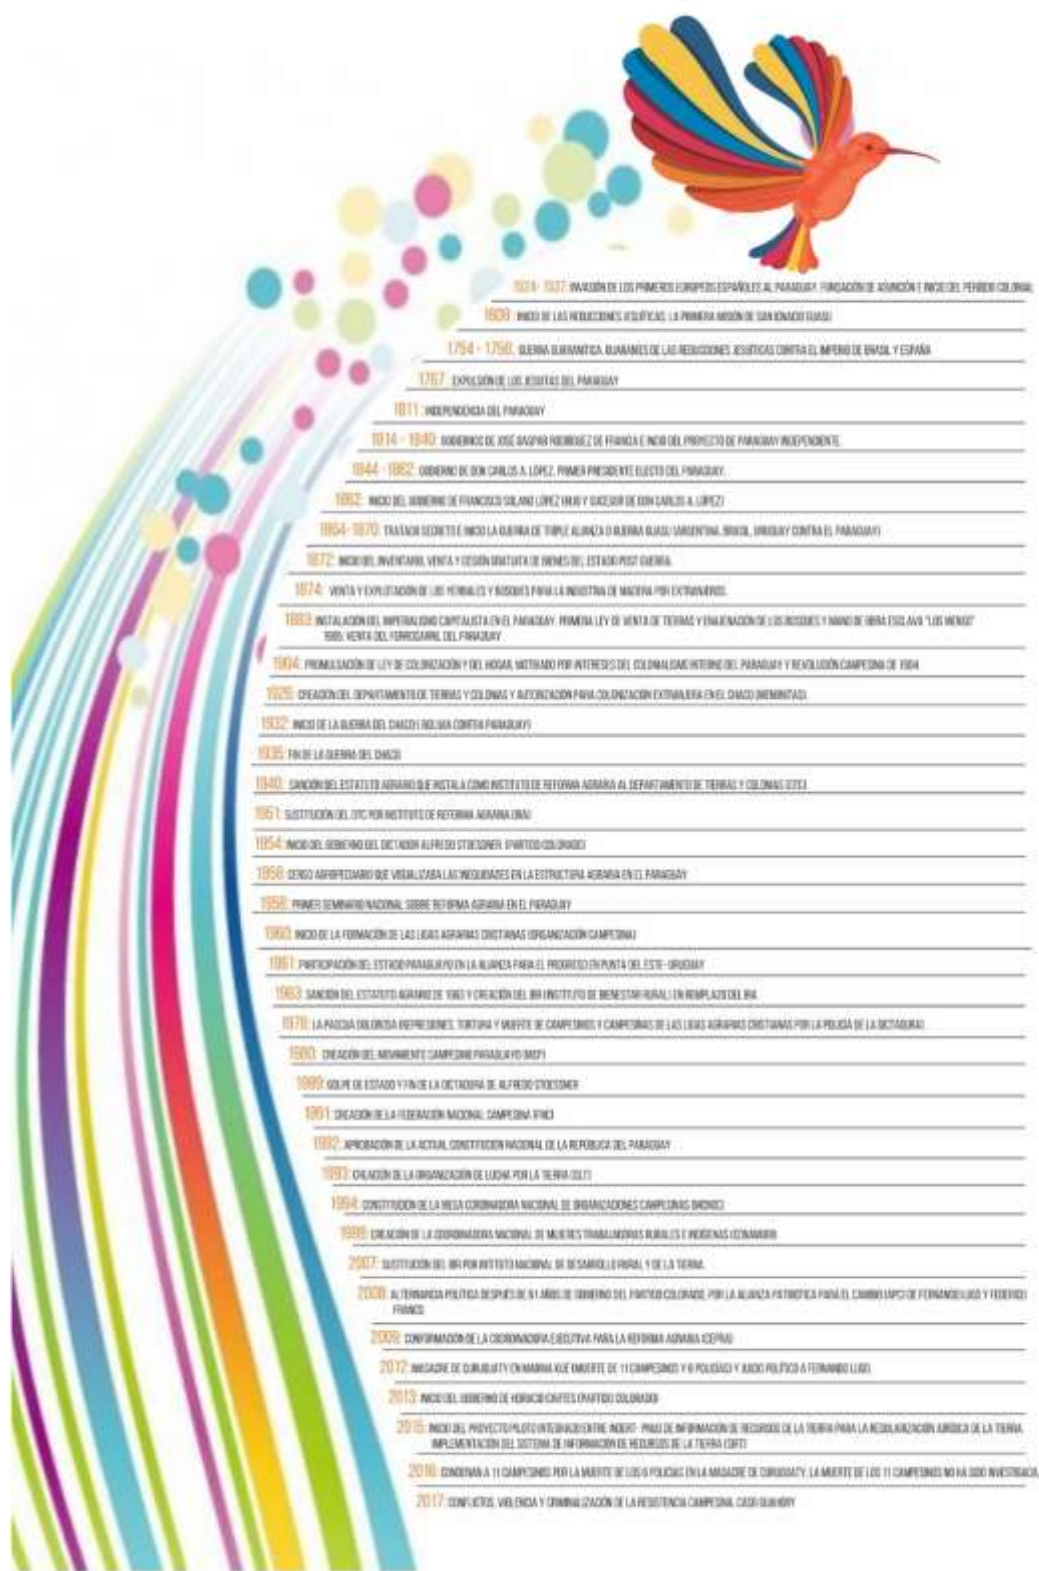 1524- 1537: INVASIÓN DE LOS PRIMEROS EUROPEOS ESPAÑOLES AL PARAGUAY. FUNDACIÓN DE ASUNCIÓN E INICIO DEL PERÍODO COLONIAL
1609: INICIO DE LAS REDUCCIONES JESUÍTICAS. LA PRIMERA MISIÓN DE SAN IGNACIO GUASU
1754 - 1756: GUERRA GUARANÍTICA. GUARANÍES DE LAS REDUCCIONES JESUÍTICAS CONTRA EL IMPERIO DE BRASIL Y ESPAÑA
1767: EXPULSIÓN DE LOS JESUITAS DEL PARAGUAY
1811: INDEPENDENCIA DEL PARAGUAY
1814 - 1840: GOBIERNO DE JOSÉ GASPAR RODRÍGUEZ DE FRANCIA E INICIO DEL PROYECTO DE PARAGUAY INDEPENDIENTE.
1844 - 1862: GOBIERNO DE DON CARLOS A. LÓPEZ, PRIMER PRESIDENTE ELECTO DEL PARAGUAY.
1862: INICIO DEL GOBIERNO DE FRANCISCO SOLANO LÓPEZ (HIJO Y SUCESOR DE DON CARLOS A. LÓPEZ)
1864-1870: TRATADO SECRETO E INICIO LA GUERRA DE TRIPLE ALIANZA O GUERRA GUASU (ARGENTINA, BRASIL, URUGUAY CONTRA EL PARAGUAY)
1872: INICIO DEL INVENTARIO, VENTA Y CESIÓN GRATUITA DE BIENES DEL ESTADO POST GUERRA.
1874: VENTA Y EXPLOTACIÓN DE LOS YERBALES Y BOSQUES PARA LA INDUSTRIA DE MADERA POR EXTRANJEROS.
1883: INSTALACIÓN DEL IMPERIALISMO CAPITALISTA EN EL PARAGUAY. PRIMERA LEY DE VENTA DE TIERRAS Y ENAJENACIÓN DE LOS BOSQUES Y MANO DE OBRA ESCLAVA "LOS MENSÚ"
VENTA DEL FERROCARRIL DEL PARAGUAY
1904: PROMULGACIÓN DE LEY DE COLONIZACIÓN Y DEL HOGAR, MOTIVADO POR INTERESES DEL COLONIALISMO INTERNO DEL PARAGUAY Y REVOLUCIÓN CAMPESINA DE 1904
CREACIÓN DEL DEPARTAMENTO DE TIERRAS Y COLONIAS Y AUTORIZACIÓN PARA COLONIZACIÓN EXTRANJERA EN EL CHACO (MENONITAS).
1932: INICIO DE LA GUERRA DEL CHACO ( BOLIVIA CONTRA PARAGUAY)
1935: FIN DE LA GUERRA DEL CHACO
1940: SANCIÓN DEL ESTATUTO AGRARIO QUE INSTALA COMO INSTITUTO DE REFORMA AGRARIA AL DEPARTAMENTO DE TIERRAS Y COLONIAS (DTC).
1951: SUSTITUCIÓN DEL DTC POR INSTITUTO DE REFORMA AGRARIA (IRA)
1954: INICIO DEL GOBIERNO DEL DICTADOR ALFREDO STOESSNER. (PARTIDO COLORADO)
1956: CENSO AGROPECUARIO QUE VISUALIZABA LAS INEQUIDADES EN LA ESTRUCTURA AGRARIA EN EL PARAGUAY
1958: PRIMER SEMINARIO NACIONAL SOBRE REFORMA AGRARIA EN EL PARAGUAY
1960: INICIO DE LA FORMACIÓN DE LAS LIGAS AGRARIAS CRISTIANAS (ORGANIZACIÓN CAMPESINA)
1961: PARTICIPACIÓN DEL ESTADO PARAGUAYO EN LA ALIANZA PARA EL PROGRESO EN PUNTA DEL ESTE- URUGUAY
1963: SANCIÓN DEL ESTATUTO AGRARIO DE 1963 Y CREACIÓN DEL IBR (INSTITUTO DE BIENESTAR RURAL) EN REMPLAZO DEL IRA
1976: LA PASCUA DOLOROSA (REPRESIONES, TORTURA Y MUERTE DE CAMPESINOS Y CAMPESINAS DE LAS LIGAS AGRARIAS CRISTIANAS POR LA POLICÍA DE LA DICTADURA)
1980: CREACIÓN DEL MOVIMIENTO CAMPESINO PARAGUAYO (MCP)
1989: GOLPE DE ESTADO Y FIN DE LA DICTADURA DE ALFREDO STOESSNER
1991: CREACIÓN DE LA FEDERACIÓN NACIONAL CAMPESINA (FNC)
1992: APROBACIÓN DE LA ACTUAL CONSTITUCIÓN NACIONAL DE LA REPÚBLICA DEL PARAGUAY
1993: CREACIÓN DE LA ORGANIZACIÓN DE LUCHA POR LA TIERRA (OLT)
1994: CONSTITUCIÓN DE LA MESA COORDINADORA NACIONAL DE ORGANIZACIONES CAMPESINAS (MCNOC)
CREACIÓN DE LA COORDINADORA NACIONAL DE MUJERES TRABAJADORAS RURALES E INDÍGENAS (CONAMURI)
2007: SUSTITUCIÓN DEL IBR POR INSTITUTO NACIONAL DE DESARROLLO RURAL Y DE LA TIERRA.
2008: ALTERNANCIA POLÍTICA DESPUÉS DE 61 AÑOS DE GOBIERNO DEL PARTIDO COLORADO, POR LA ALIANZA PATRIÓTICA PARA EL CAMBIO (APC) DE FERNANDO LUGO Y FEDERICO
FRANCO
2009: CONFORMACIÓN DE LA COORDINADORA EJECUTIVA PARA LA REFORMA AGRARIA (CEPRA)
2012: MASACRE DE CURUGUATY EN MARINA KUE (MUERTE DE 11 CAMPESINOS Y 6 POLICÍAS) Y JUICIO POLÍTICO A FERNANDO LUGO.
2013: INICIO DEL GOBIERNO DE HORACIO CARTES (PARTIDO COLORADO)
2015: INICIO DEL PROYECTO PILOTO INTEGRADO ENTRE INDERT- DE INFORMACIÓN DE RECURSOS DE LA TIERRA PARA LA REGULARIZACIÓN JURÍDICA DE LA TIERRA.
IMPLEMENTACIÓN DEL SISTEMA DE INFORMACIÓN DE RECURSOS DE LA TIERRA (SIRT)
2016: CONDENAN A 11 CAMPESINOS POR LA MUERTE DE LOS 6 POLICÍAS EN LA MASACRE DE CURUGUATY. LA MUERTE DE LOS 11 CAMPESINOS NO HA SIDO INVESTIGADA
2017: CONFLICTOS, VIOLENCIA Y CRIMINALIZACIÓN DE LA RESISTENCIA CAMPESINA. CASO GUAHORY